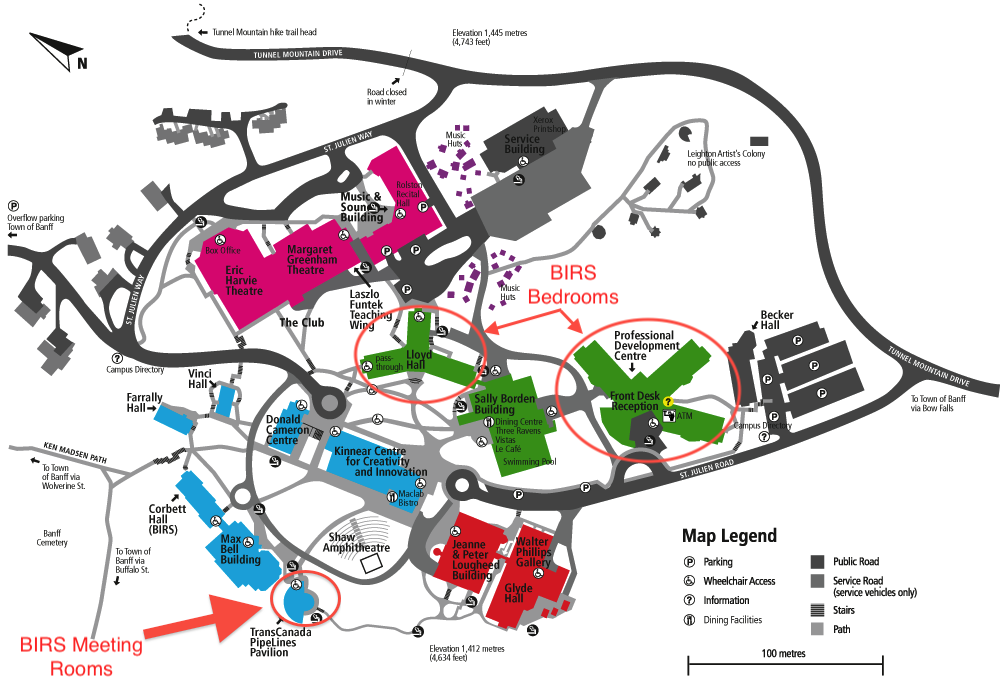 Tunnel Mountain hike trail head
Elevation 1,445 metres
(4,743 feet)
TUNNEL MOUNTAIN DRIVE
N
Road closed
in winter
ST. JULIEN WAY
Music
Huts
Xerox
Printshop
Service
Building
Leighton Artist's Colony
no public access
P
Overflow parking
Town of Banff
Rolston
Recital
Hall
Music &
Sound
Building
P
Box Office
Margaret
Greenham
Theatre
P
P
Eric
Harvie
Theatre
P
Laszlo
Funtek
Teaching
Wing
Music
Huts
BIRS
Bedrooms
ST. JULIEN WAY
The Club
Becker
Hall
Professional
Development
Centre
P
P
P
P
P
TUNNEL MOUNTAIN DRIVE
?
Campus Directory
pass-
through
Lloyd
Hall
Vinci
Hall
Farrally
Hall
Sally Borden
Building
Front Desk
Reception
?
ATM
To Town of Banff
via Bow Falls
Dining Centre
Three Ravens
Vistas
Le Café
Swimming Pool
Campus Directory
?
Donald
Cameron
Centre
Kinnear Centre
for Creativity
and Innovation
KEN MADSEN PATH
To Town
of Banff via
Wolverine St.
ST. JULIEN ROAD
P
P
P
Maclab
Bistro
Corbett
Hall
(BIRS)
Banff
Cemetery
Max
Bell
Building
Shaw
Amphitheatre
Jeanne
& Peter
Lougheed
Building
Walter
Phillips
Gallery
Glyde
Hall
To Town of
Banff via
Buffalo St.
Map Legend
P Parking
Wheelchair Access
? Information
Dining Facilities
Public Road
Service Road
(service vehicles only)
Stairs
Path
TransCanada
PipeLines
Pavilion
BIRS Meeting
Rooms
Elevation 1,412 metres
(4,634 feet)
100 metres